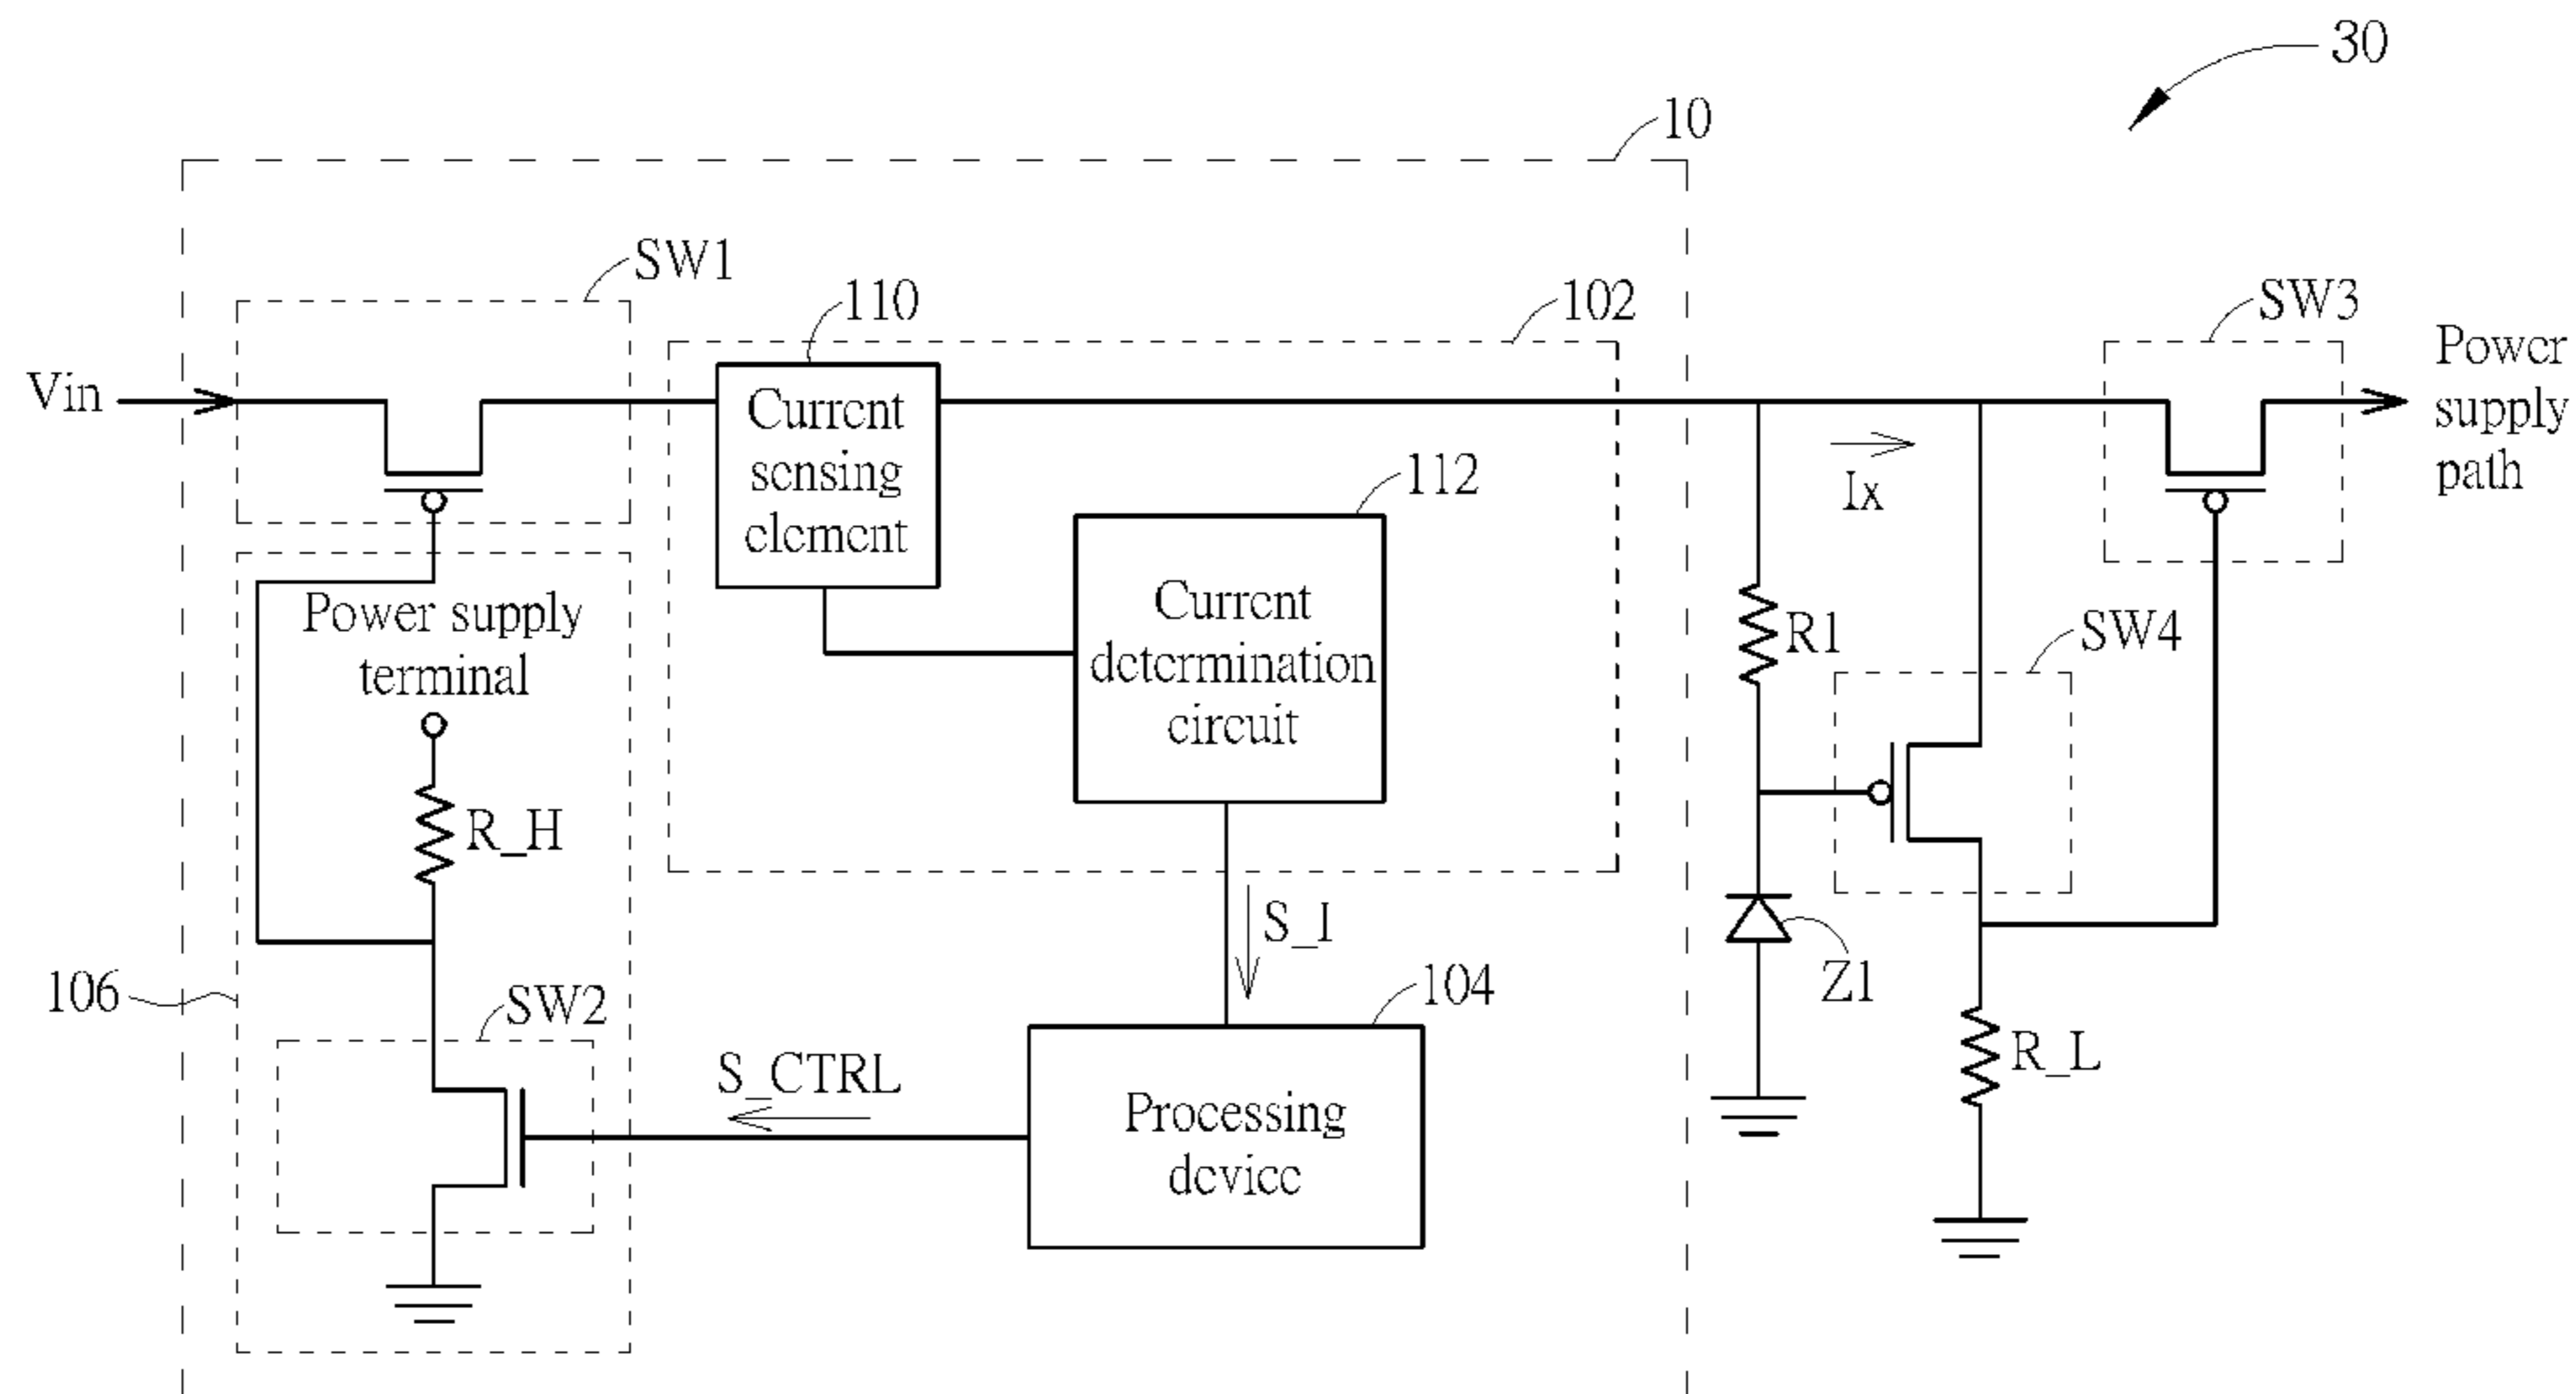 30
10
SW1
110
102
SW3
Vin
Current
sensing
element
Power
supply
path
Ix
112
Power supply
terminal
Current
determination
circuit
R1
SW4
R_H
S_I
Z1
106
SW2
104
S_CTRL
Processing
device
R_L